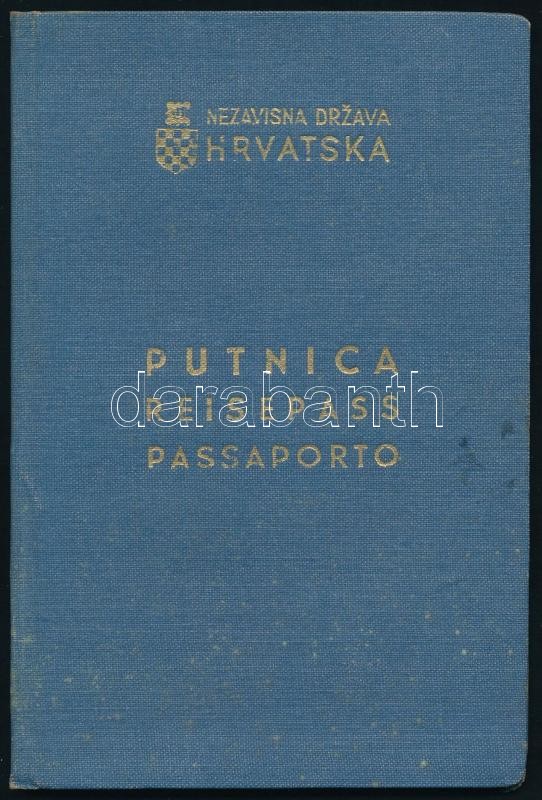 NEZAVISNA DRŽAVA
HRVATSKA
PUTNICA
REISEPASS
darabanth
PASSAPORTO